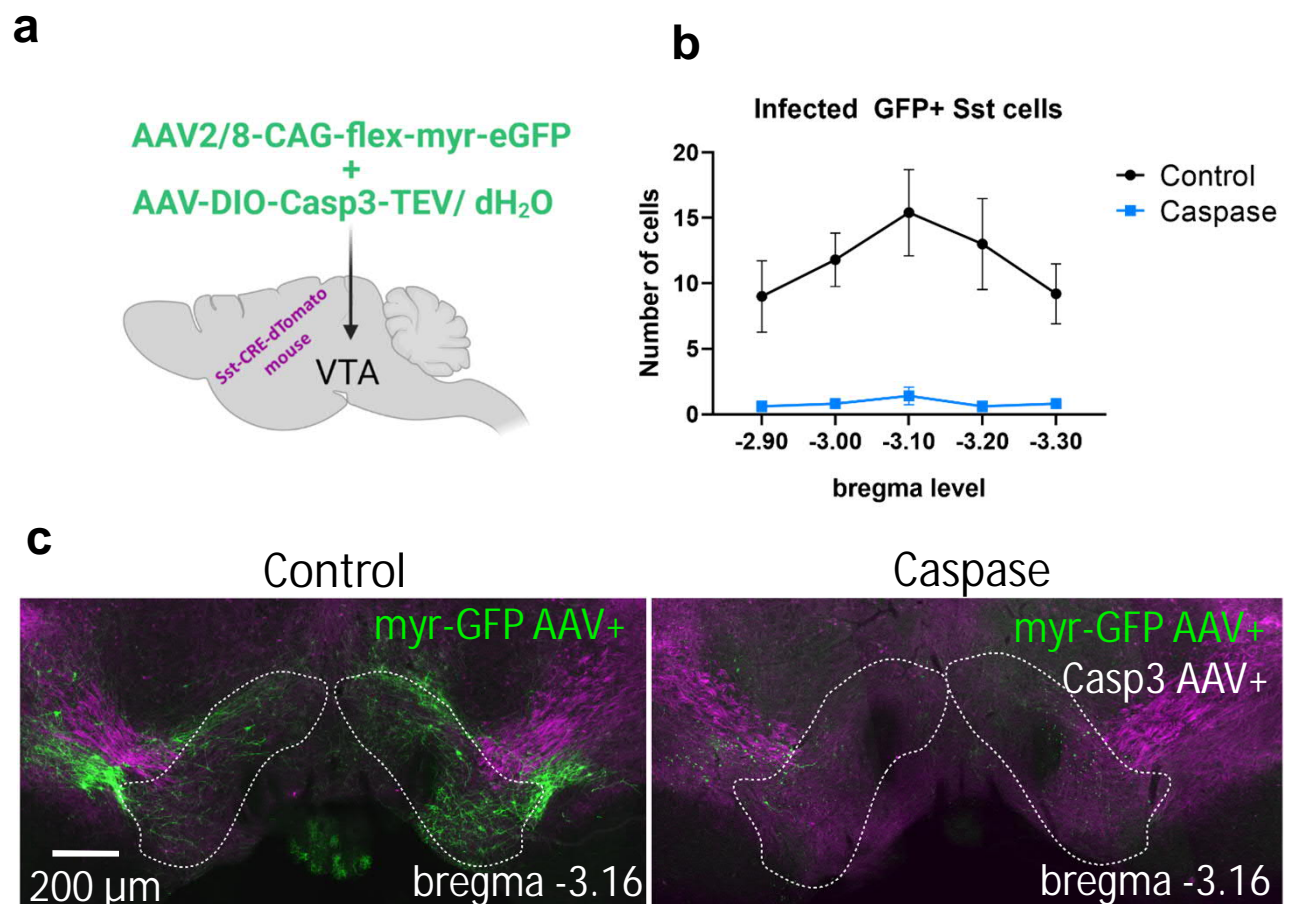 a
AAV2/8-CAG-flex-myr-eGFP
+
AAV-DIO-Casp3-TEV/ dH₂O
Sst-CRE-dTomato
mouse
VTA
b
Infected GFP+ Sst cells
Number of cells
20
15
10
5
0
-2.90 -3.00 -3.10 -3.20 -3.30
bregma level
Control
Caspase
c
Control
myr-GFP AAV+
200 µm
bregma -3.16
Caspase
myr-GFP AAV+
Casp3 AAV+
bregma -3.16